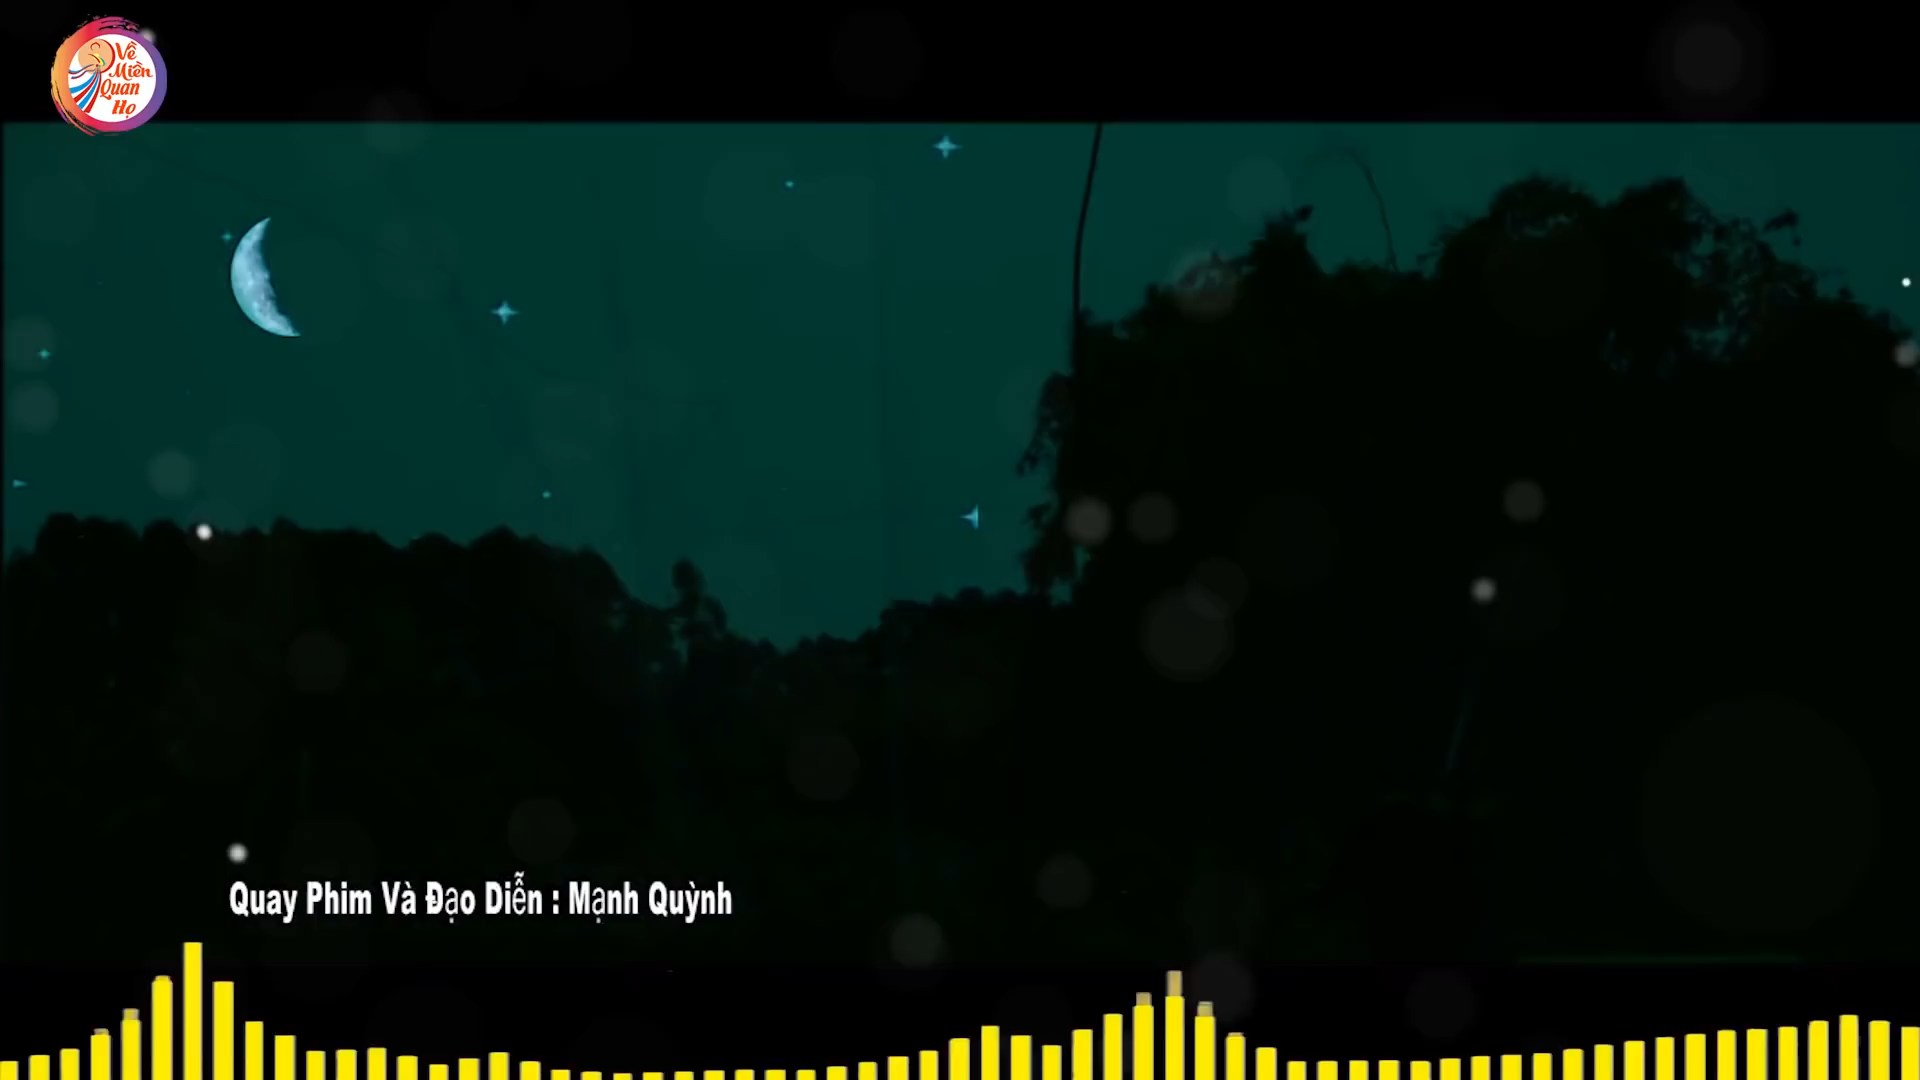 Về
Miền
Quan
Họ
Quay Phim Và Đạo Diễn : Mạnh Quỳnh